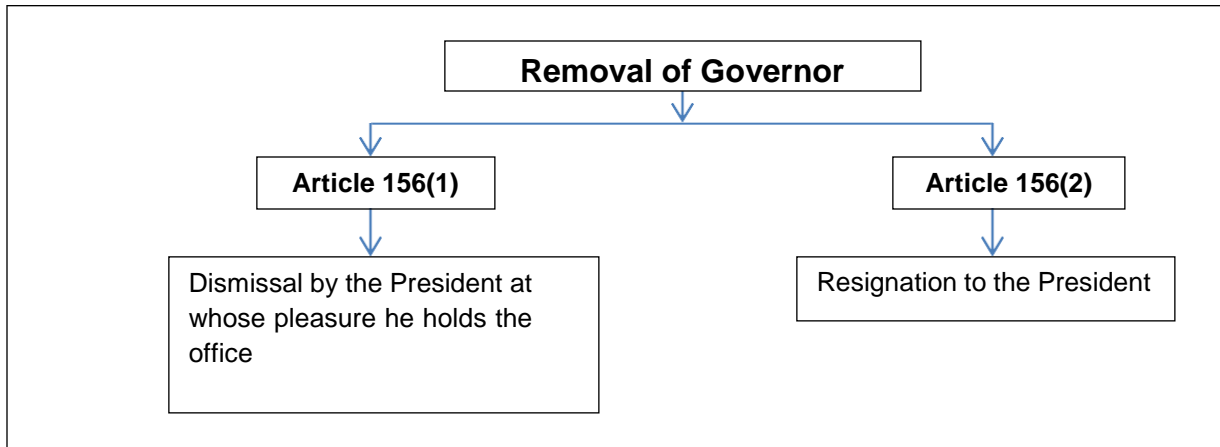 Removal of Governor
Article 156(1)
Article 156(2)
Dismissal by the President at
whose pleasure he holds the
office
Resignation to the President